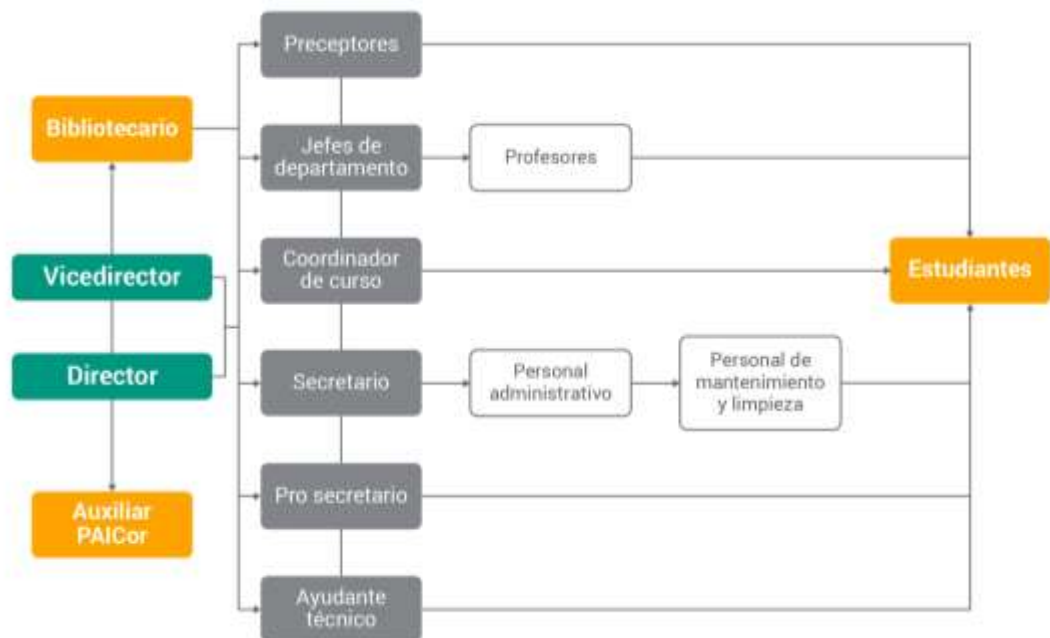 Preceptores
Bibliotecario
Jefes de
departamento
Profesores
Vicedirector
Coordinador
de curso
Estudiantes
Director
Secretario
Personal
administrativo
Personal de
mantenimiento
y limpieza
Auxiliar
PAICor
Pro secretario
Ayudante
técnico